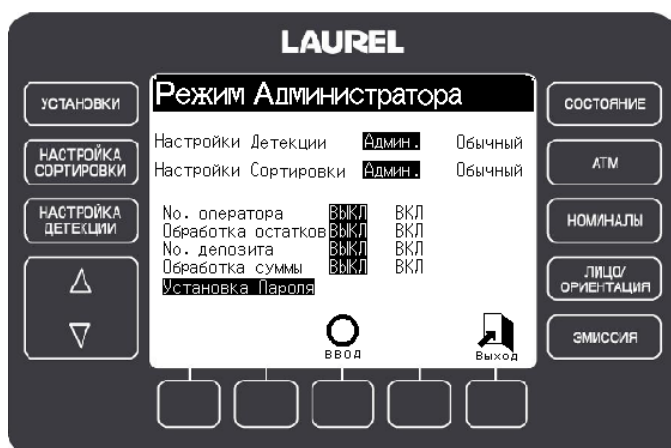 LAUREL
УСТАНОВКИ
НАСТРОЙКА
СОРТИРОВКИ
НАСТРОЙКА
ДЕТЕКЦИИ
Режим Администратора
Настройки Детекции Админ. Обычный
Настройки Сортировки Админ. Обычный
No. оператора ВЫКЛ ВКЛ
Обработка остатков ВЫКЛ ВКЛ
No. депозита ВЫКЛ ВКЛ
Обработка суммы ВЫКЛ ВКЛ
Установка Пароля
ВВОД
Выход
СОСТОЯНИЕ
АТМ
НОМИНАЛЫ
ЛИЦО/
ОРИЕНТАЦИЯ
ЭМИССИЯ